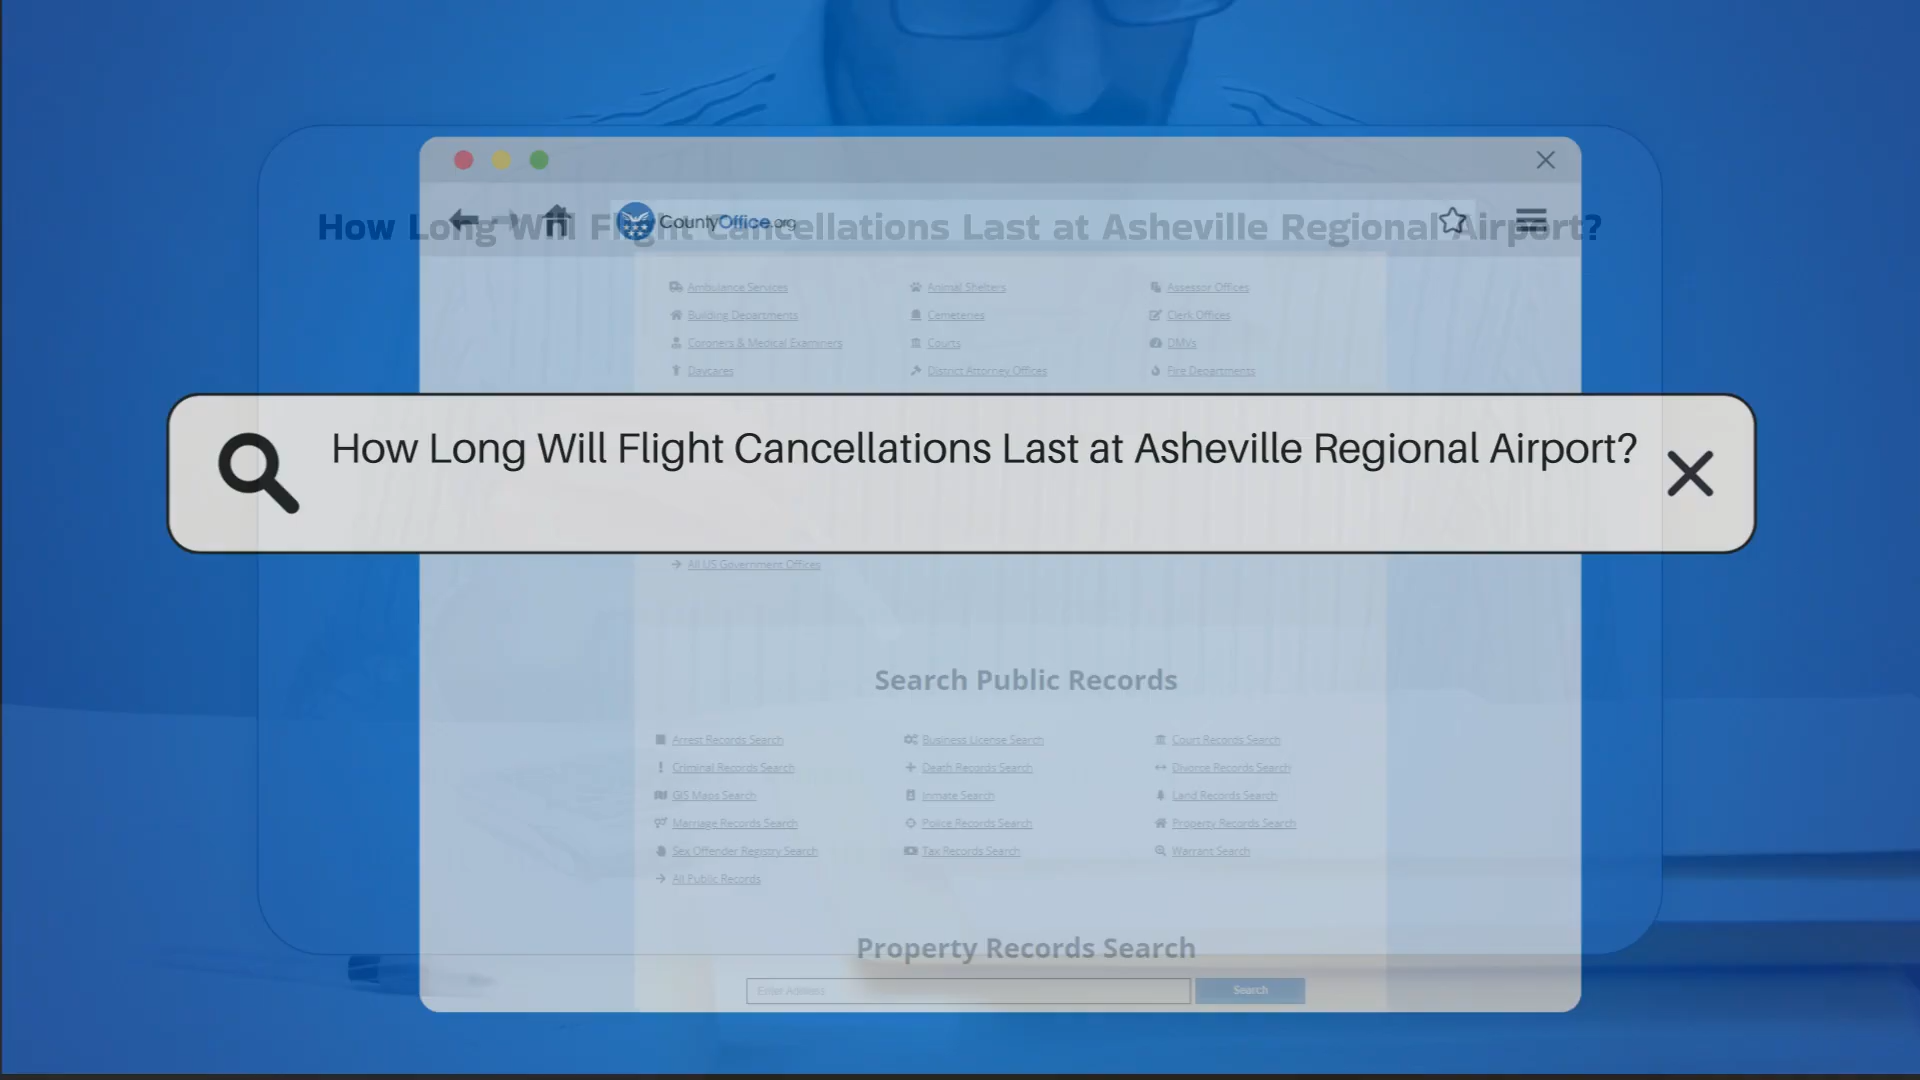 How Long Will Flight Cancellations Last at Asheville Regional Airport?
CountyOffice.org
Ambulance Services
Animal Shelters
Assessor Offices
Building Departments
Cemeteries
Clerk Offices
Coroners & Medical Examiners
Courts
DMVs
Daycares
District Attorney Offices
Fire Departments
How Long Will Flight Cancellations Last at Asheville Regional Airport?
All US Government Offices
Search Public Records
Arrest Records Search
Business License Search
Court Records Search
Criminal Records Search
Death Records Search
Divorce Records Search
GIS Maps Search
Inmate Search
Land Records Search
Marriage Records Search
Police Records Search
Property Records Search
Sex Offender Registry Search
Tax Records Search
Warrant Search
All Public Records
Property Records Search
Enter Address
Search